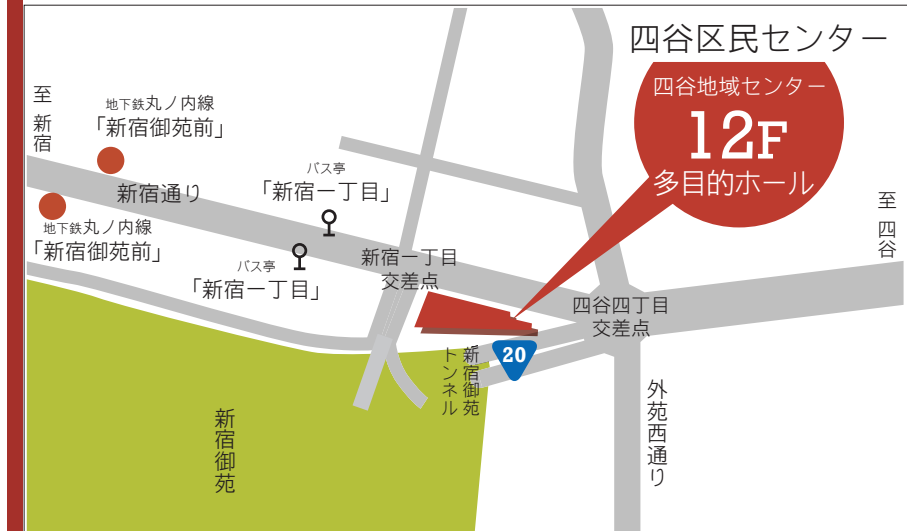 四谷区民センター
四谷地域センター
12F
多目的ホール
至 新宿
地下鉄丸ノ内線
「新宿御苑前」
新宿通り
バス亭
「新宿一丁目」
至 四谷
地下鉄丸ノ内線
「新宿御苑前」
バス亭
「新宿一丁目」
新宿一丁目
交差点
四谷四丁目
交差点
20
新宿御苑
トンネル
外苑西通り
新宿御苑